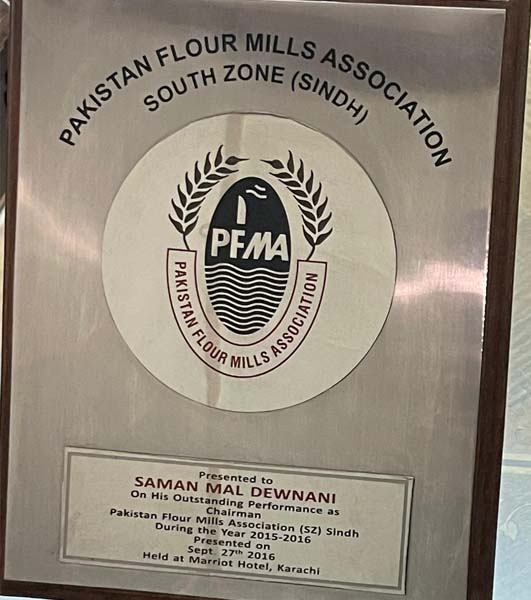 PAKISTAN FLOUR MILLS ASSOCIATION
SOUTH ZONE (SINDH)
PFMA
PAKISTAN FLOUR MILLS ASSOCIATION
Presented to
SAMAN MAL DEWNANI
On His Outstanding Performance as
Chairman
Pakistan Flour Mills Association (SZ) Sindh
During the Year 2015-2016
Presented on
Sept. 27th 2016
Held at Marriot Hotel, Karachi